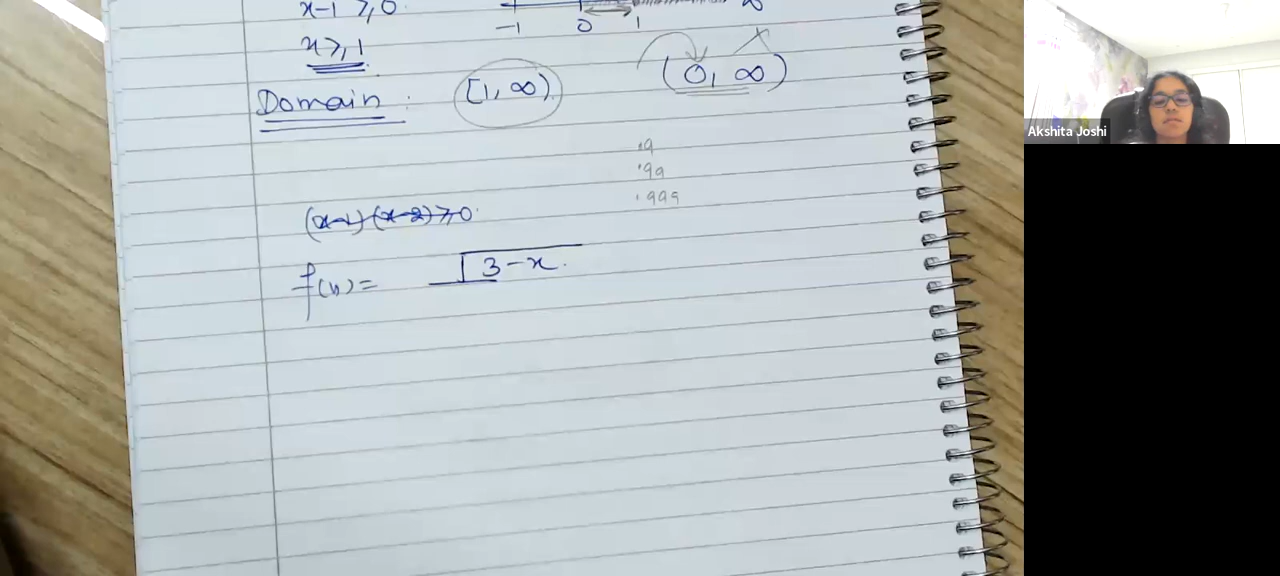 x-1 ≥ 0
-1 0 1 ∞
x ≥ 1
Domain : [1, ∞) (0, ∞)
.9
.99
.999
(x-1)(x-2) ≥ 0
f(x) = √3-x
Akshita Joshi